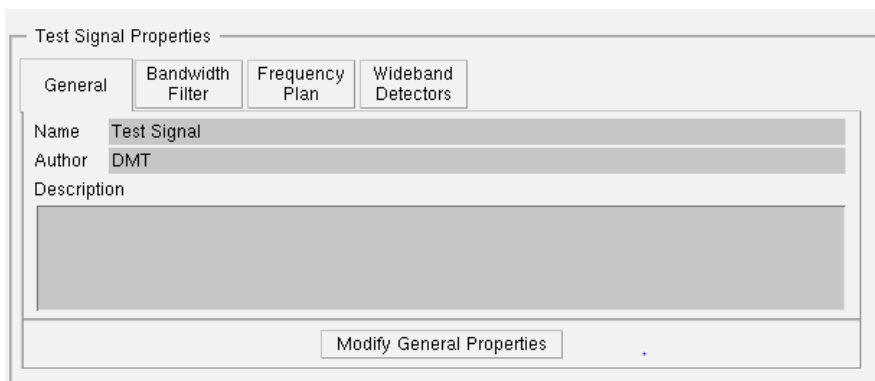 Test Signal Properties
General
Bandwidth
Filter
Frequency
Plan
Wideband
Detectors
Name Test Signal
Author DMT
Description
Modify General Properties